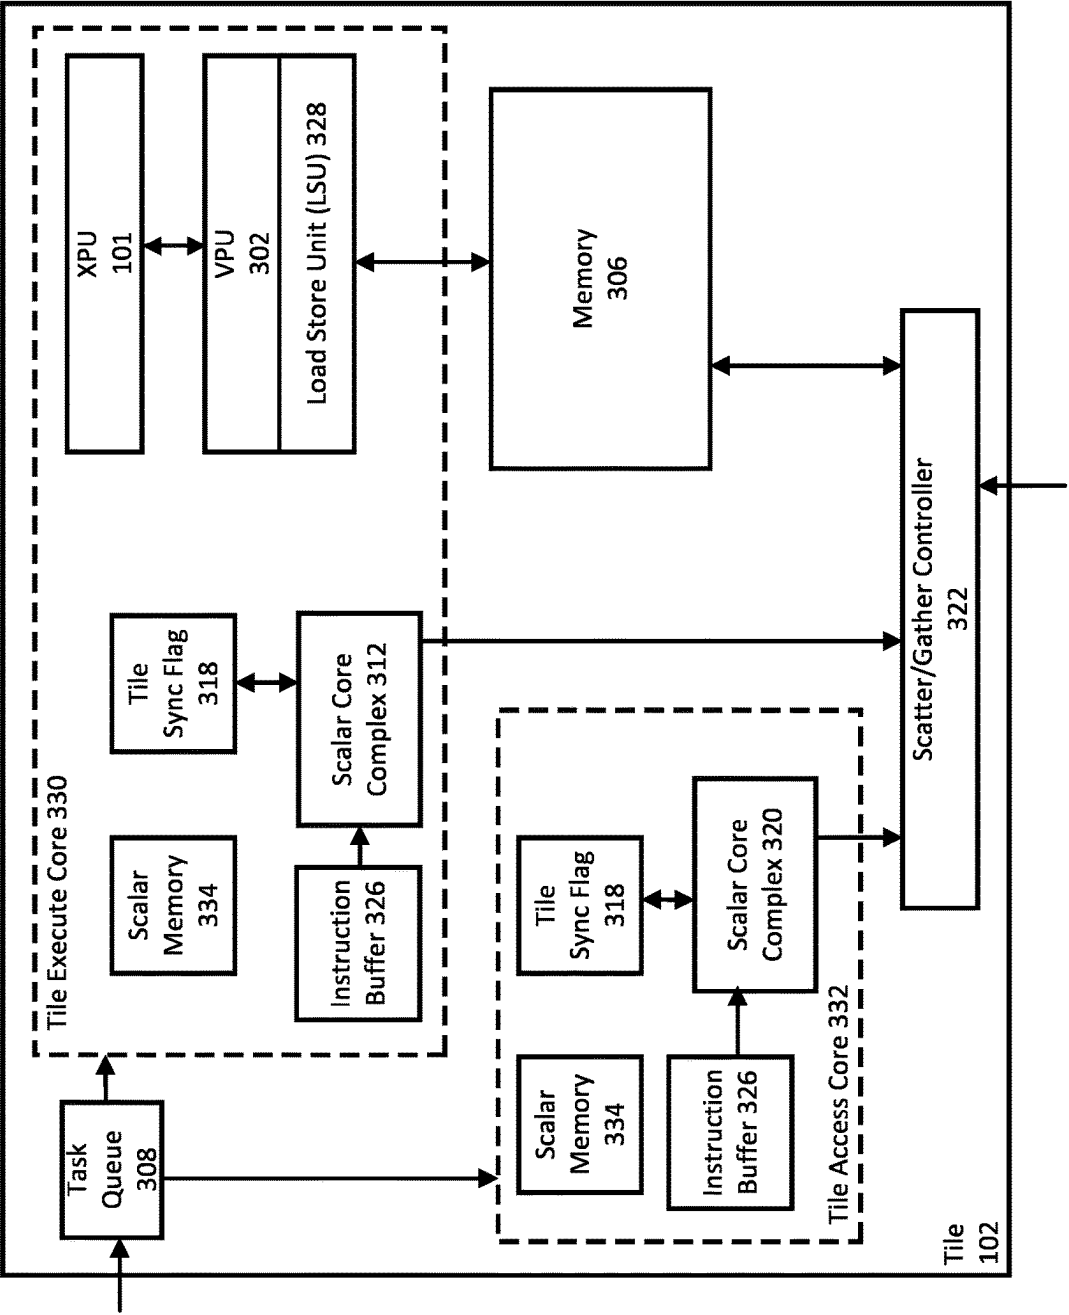 Task
Queue
308
Tile Execute Core 330
Scalar
Memory
334
Tile
Sync Flag
318
XPU
101
VPU
302
Load Store Unit (LSU) 328
Instruction
Buffer 326
Scalar Core
Complex 312
Memory
306
Scalar
Memory
334
Tile
Sync Flag
318
Instruction
Buffer 326
Scalar Core
Complex 320
Tile Access Core 332
Scatter/Gather Controller
322
Tile
102